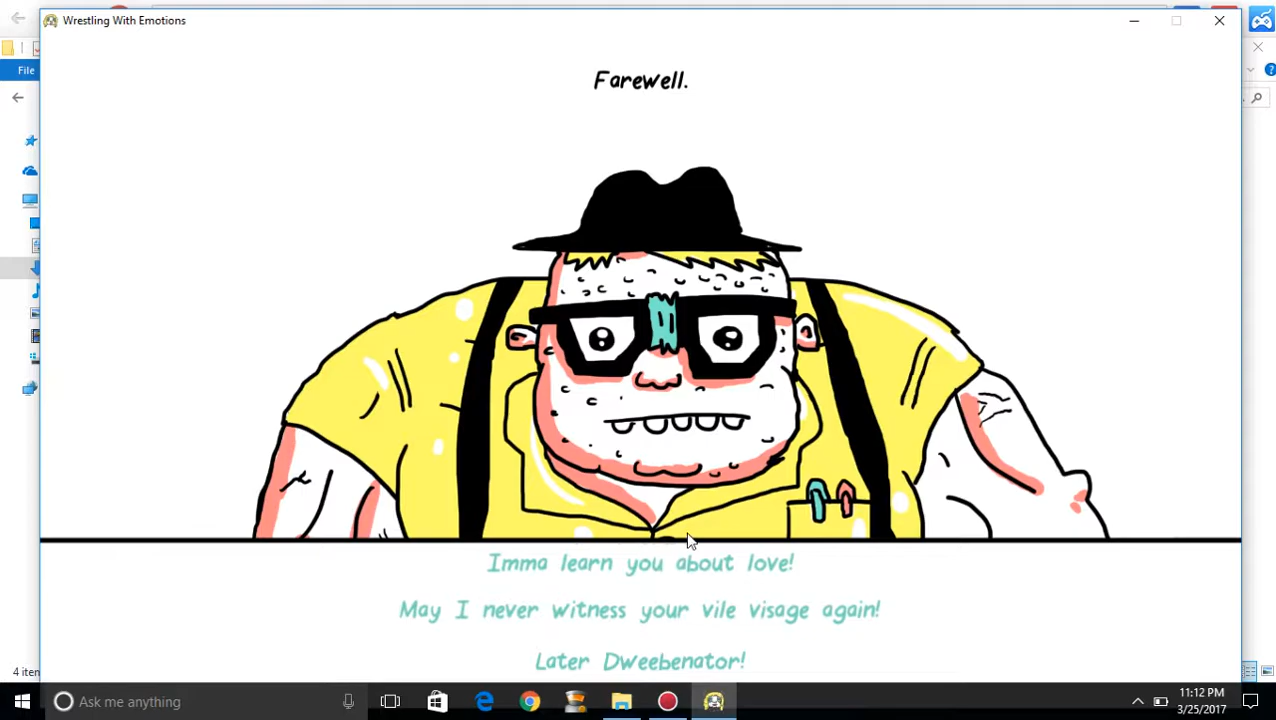 Wrestling With Emotions
File
Farewell.
Imma learn you about love!
May I never witness your vile visage again!
Later Dweebenator!
4 iten
Ask me anything
11:12 PM
3/25/2017